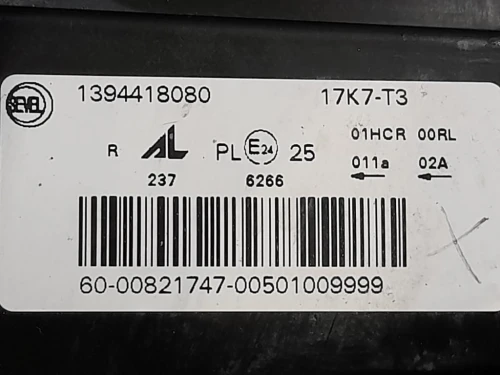 SEVEL 1394418080 17K7-T3
01HCR 00RL
R AL PL E24 25
011a 02A
237 6266
60-00821747-00501009999